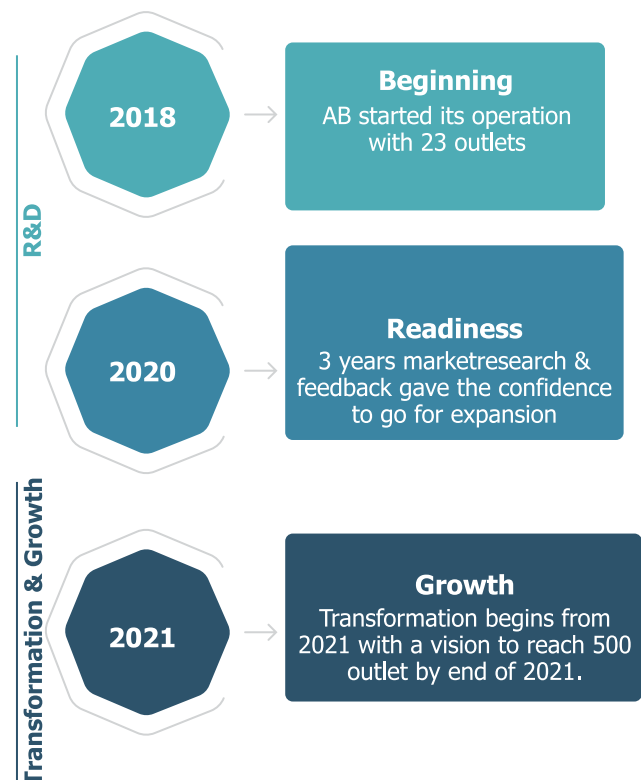 R&D
2018
Beginning
AB started its operation
with 23 outlets
2020
Readiness
3 years marketresearch &
feedback gave the confidence
to go for expansion
Transformation & Growth
2021
Growth
Transformation begins from
2021 with a vision to reach 500
outlet by end of 2021.